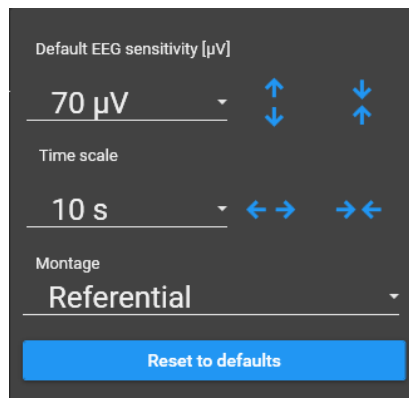 Default EEG sensitivity [µV]
70 µV
Time scale
10 s
Montage
Referential
Reset to defaults